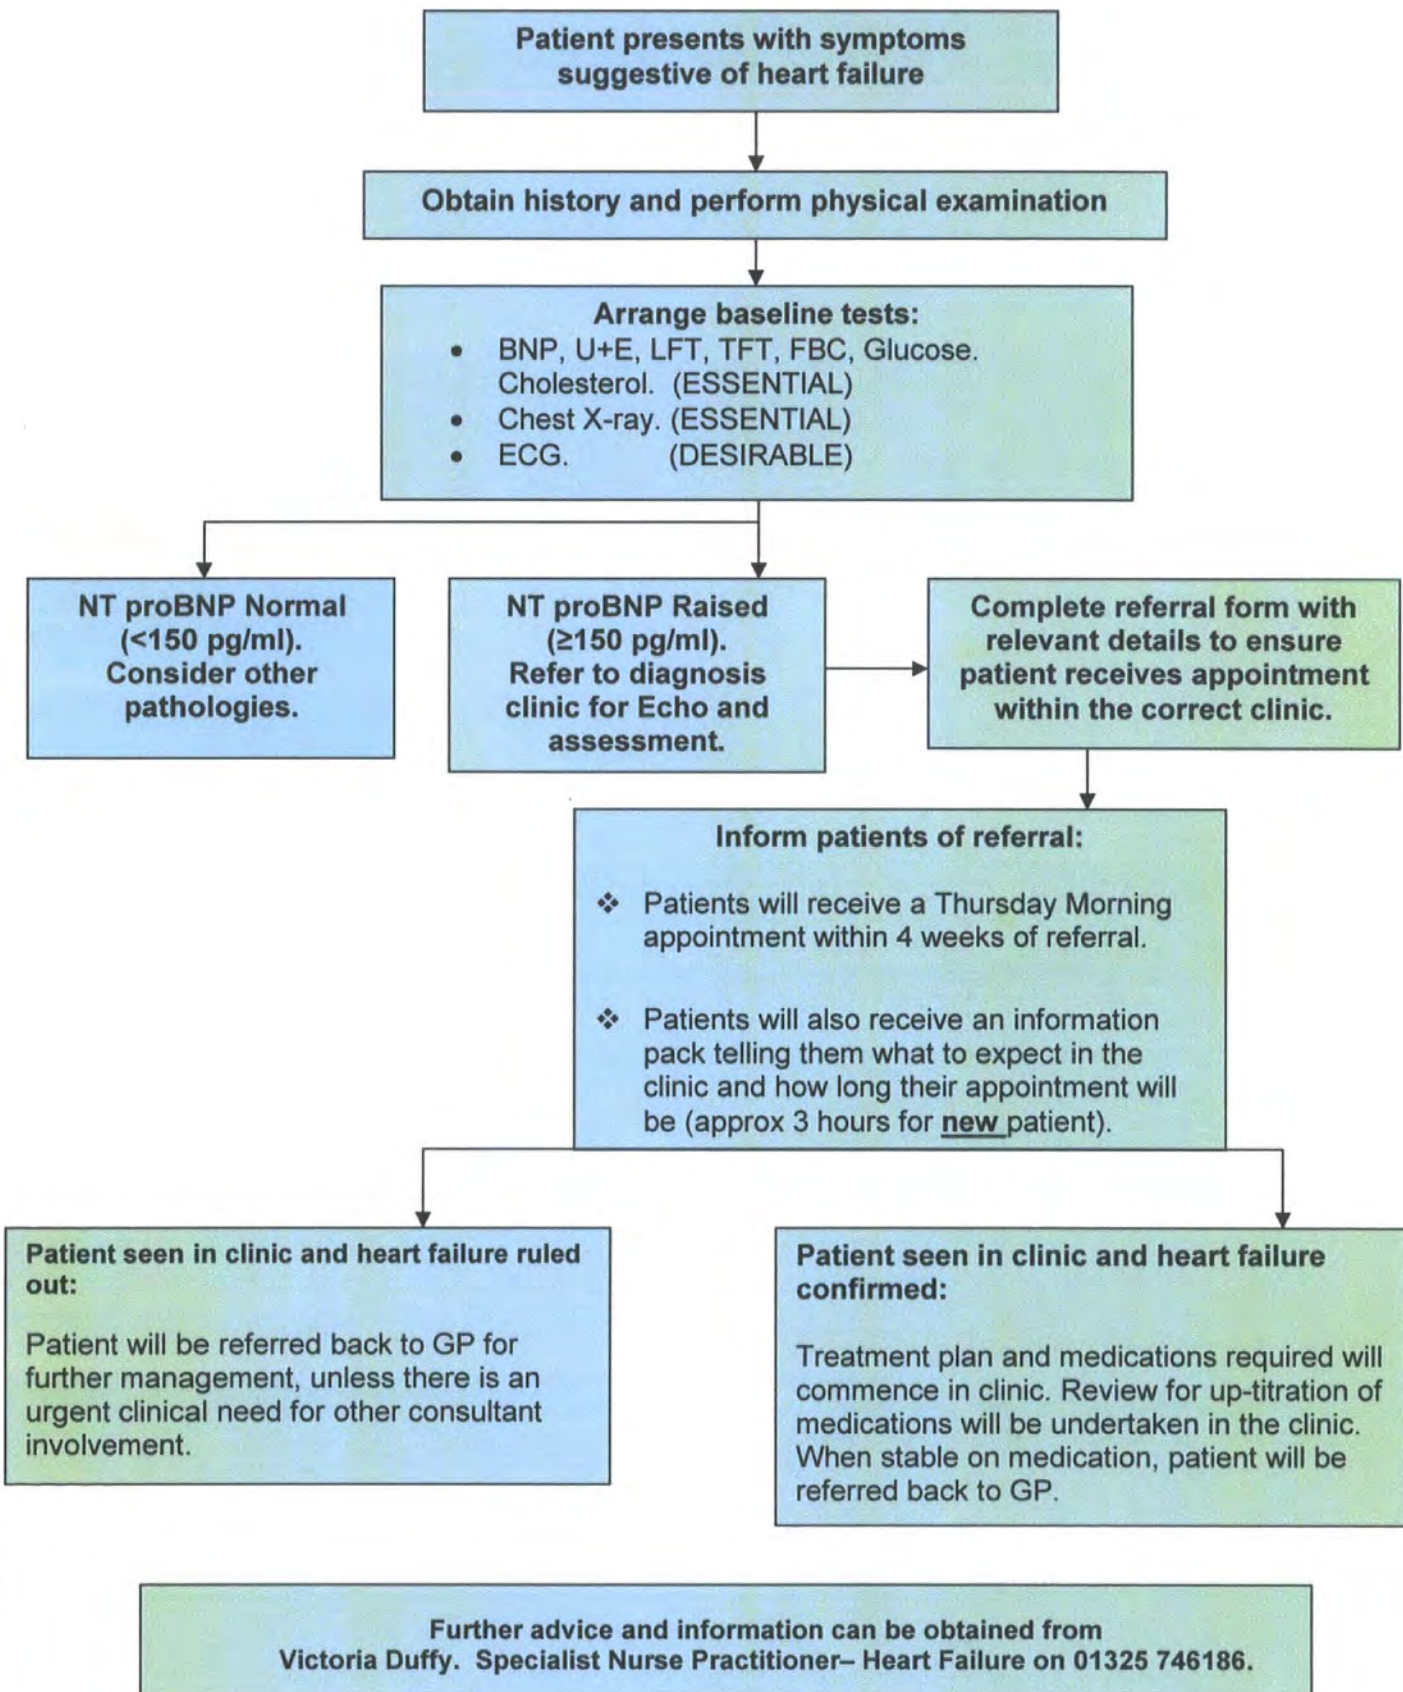 Patient presents with symptoms
suggestive of heart failure
Obtain history and perform physical examination
Arrange baseline tests:
• BNP, U+E, LFT, TFT, FBC, Glucose.
Cholesterol. (ESSENTIAL)
• Chest X-ray. (ESSENTIAL)
• ECG. (DESIRABLE)
NT proBNP Normal
(<150 pg/ml).
Consider other
pathologies.
NT proBNP Raised
(≥150 pg/ml).
Refer to diagnosis
clinic for Echo and
assessment.
Complete referral form with
relevant details to ensure
patient receives appointment
within the correct clinic.
Inform patients of referral:
❖ Patients will receive a Thursday Morning
appointment within 4 weeks of referral.
❖ Patients will also receive an information
pack telling them what to expect in the
clinic and how long their appointment will
be (approx 3 hours for new patient).
Patient seen in clinic and heart failure ruled
out:
Patient will be referred back to GP for
further management, unless there is an
urgent clinical need for other consultant
involvement.
Patient seen in clinic and heart failure
confirmed:
Treatment plan and medications required will
commence in clinic. Review for up-titration of
medications will be undertaken in the clinic.
When stable on medication, patient will be
referred back to GP.
Further advice and information can be obtained from
Victoria Duffy. Specialist Nurse Practitioner– Heart Failure on 01325 746186.